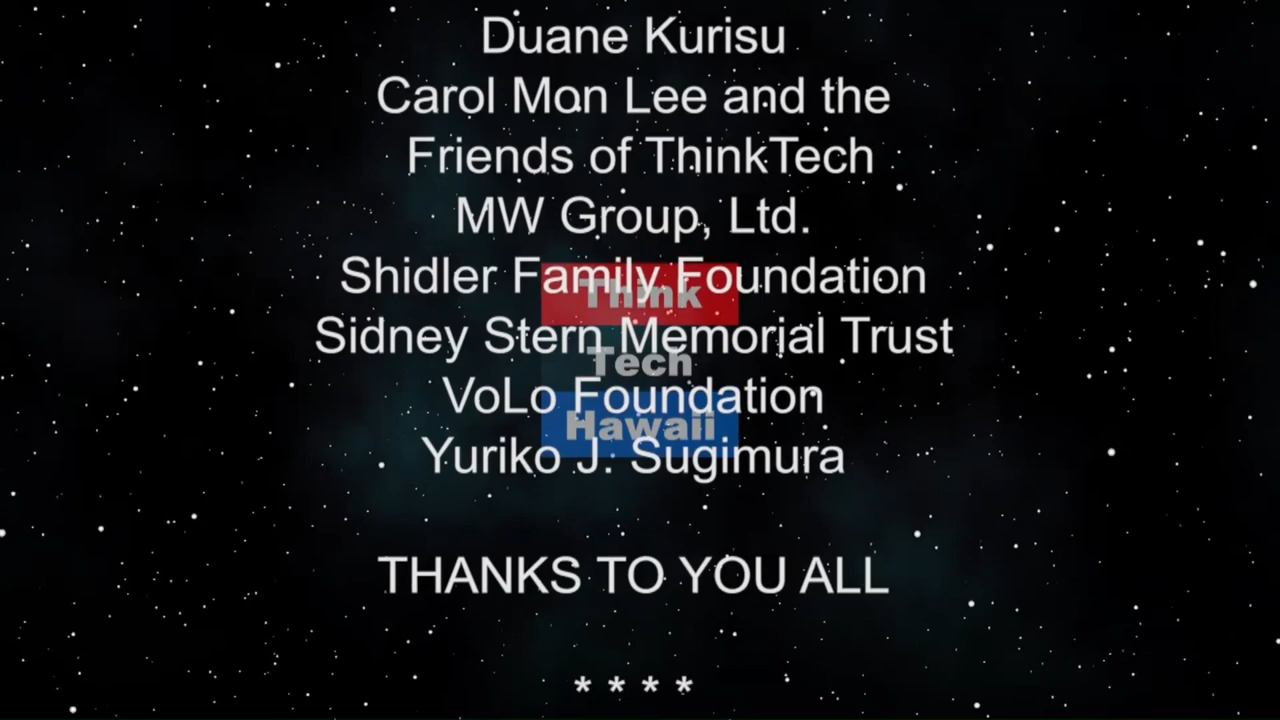 Duane Kurisu
Carol Mon Lee and the
Friends of ThinkTech
MW Group, Ltd.
Shidler Family Foundation
Think
Sidney Stern Memorial Trust
Tech
VoLo Foundation
Hawaii
Yuriko J. Sugimura
THANKS TO YOU ALL
* * * *